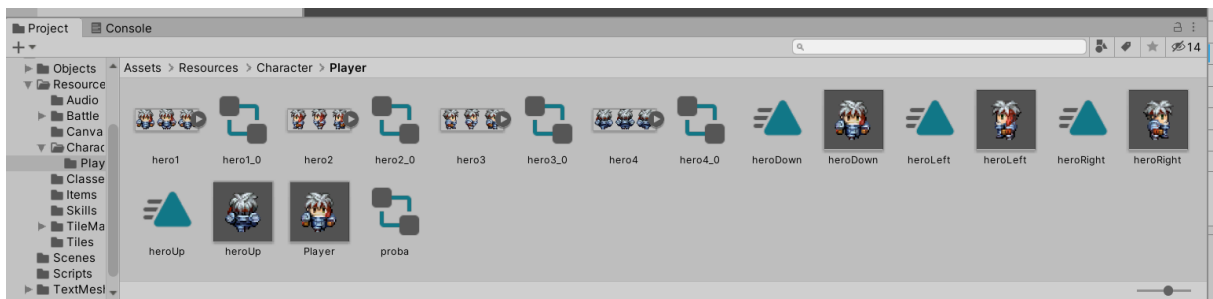 Project Console
14
Objects
Resource
Audio
Battle
Canva
Charac
Play
Classe
Items
Skills
TileMa
Tiles
Scenes
Scripts
TextMesl
Assets > Resources > Character > Player
hero1 hero1_0 hero2 hero2_0 hero3 hero3_0 hero4 hero4_0 heroDown heroDown heroLeft heroLeft heroRight heroRight
heroUp heroUp Player proba